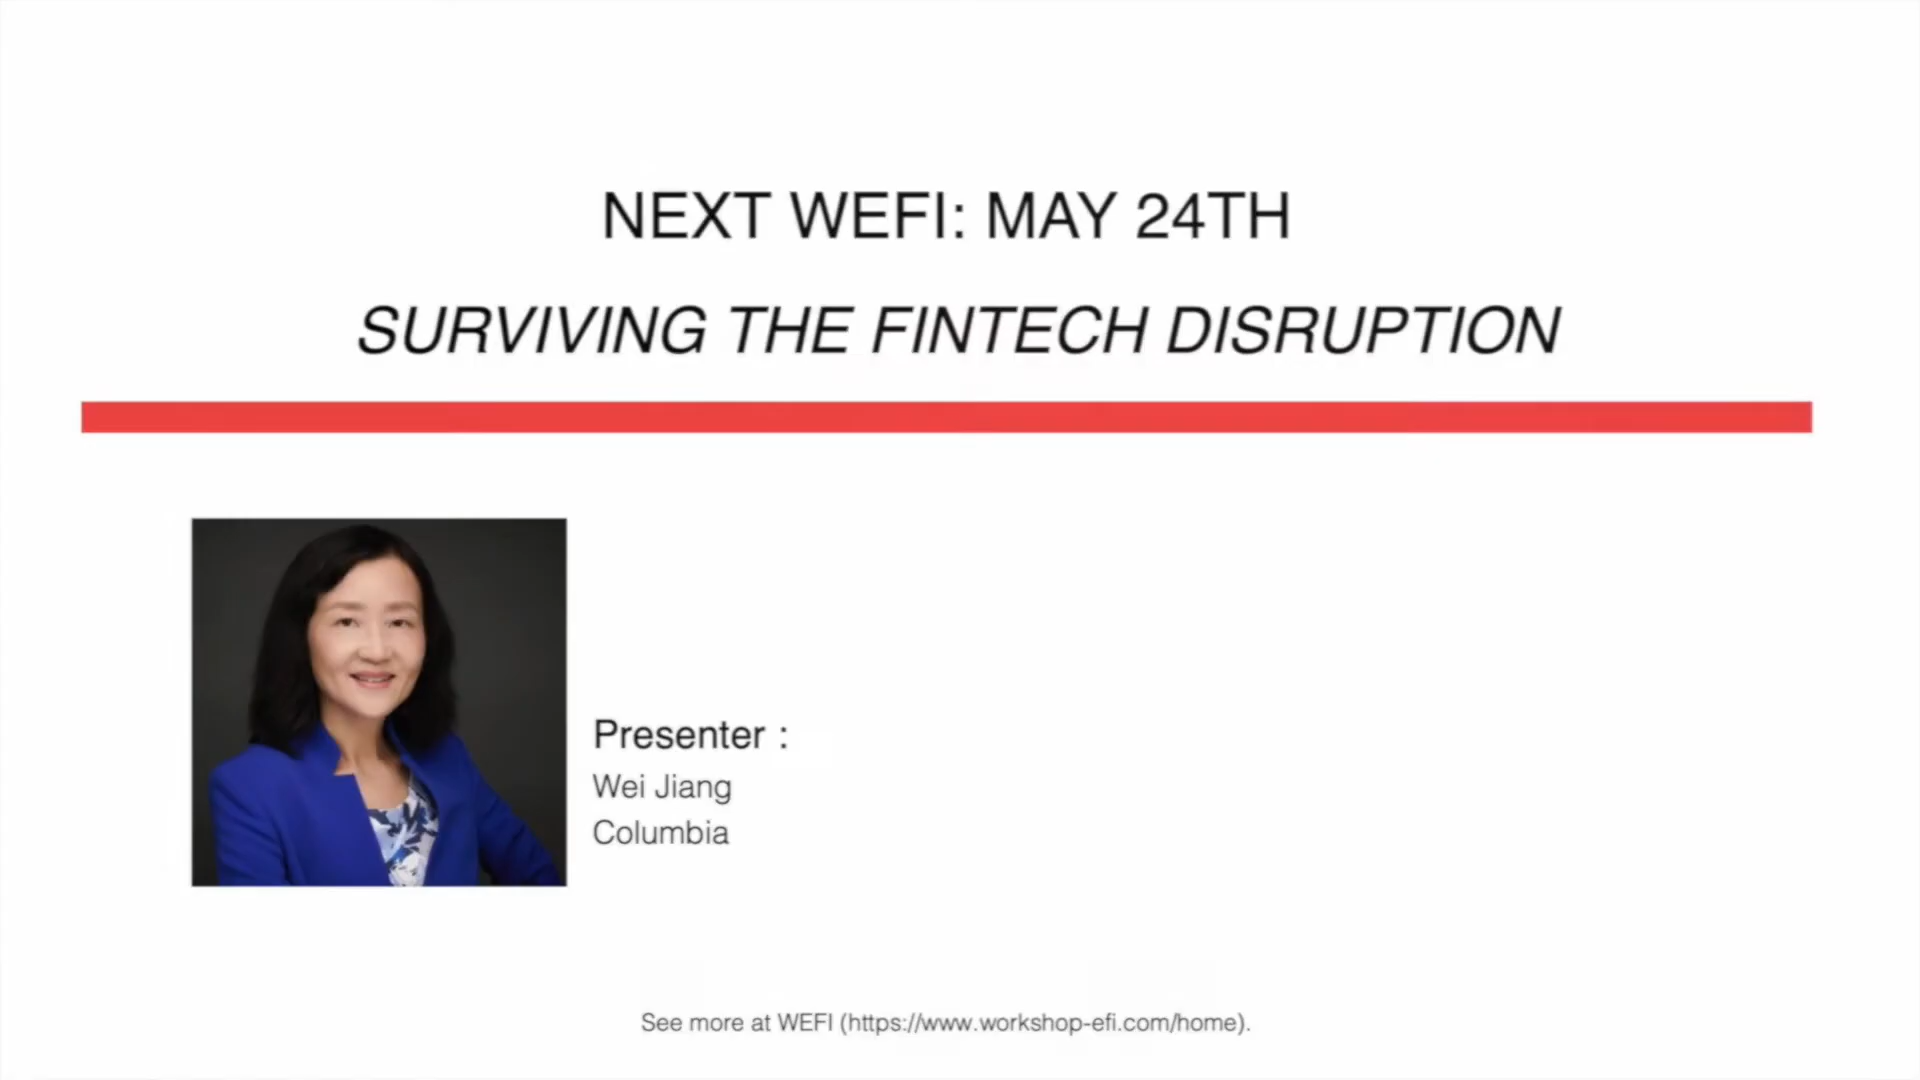 NEXT WEFI: MAY 24TH
SURVIVING THE FINTECH DISRUPTION
Presenter :
Wei Jiang
Columbia
See more at WEFI (https://www.workshop-efi.com/home).